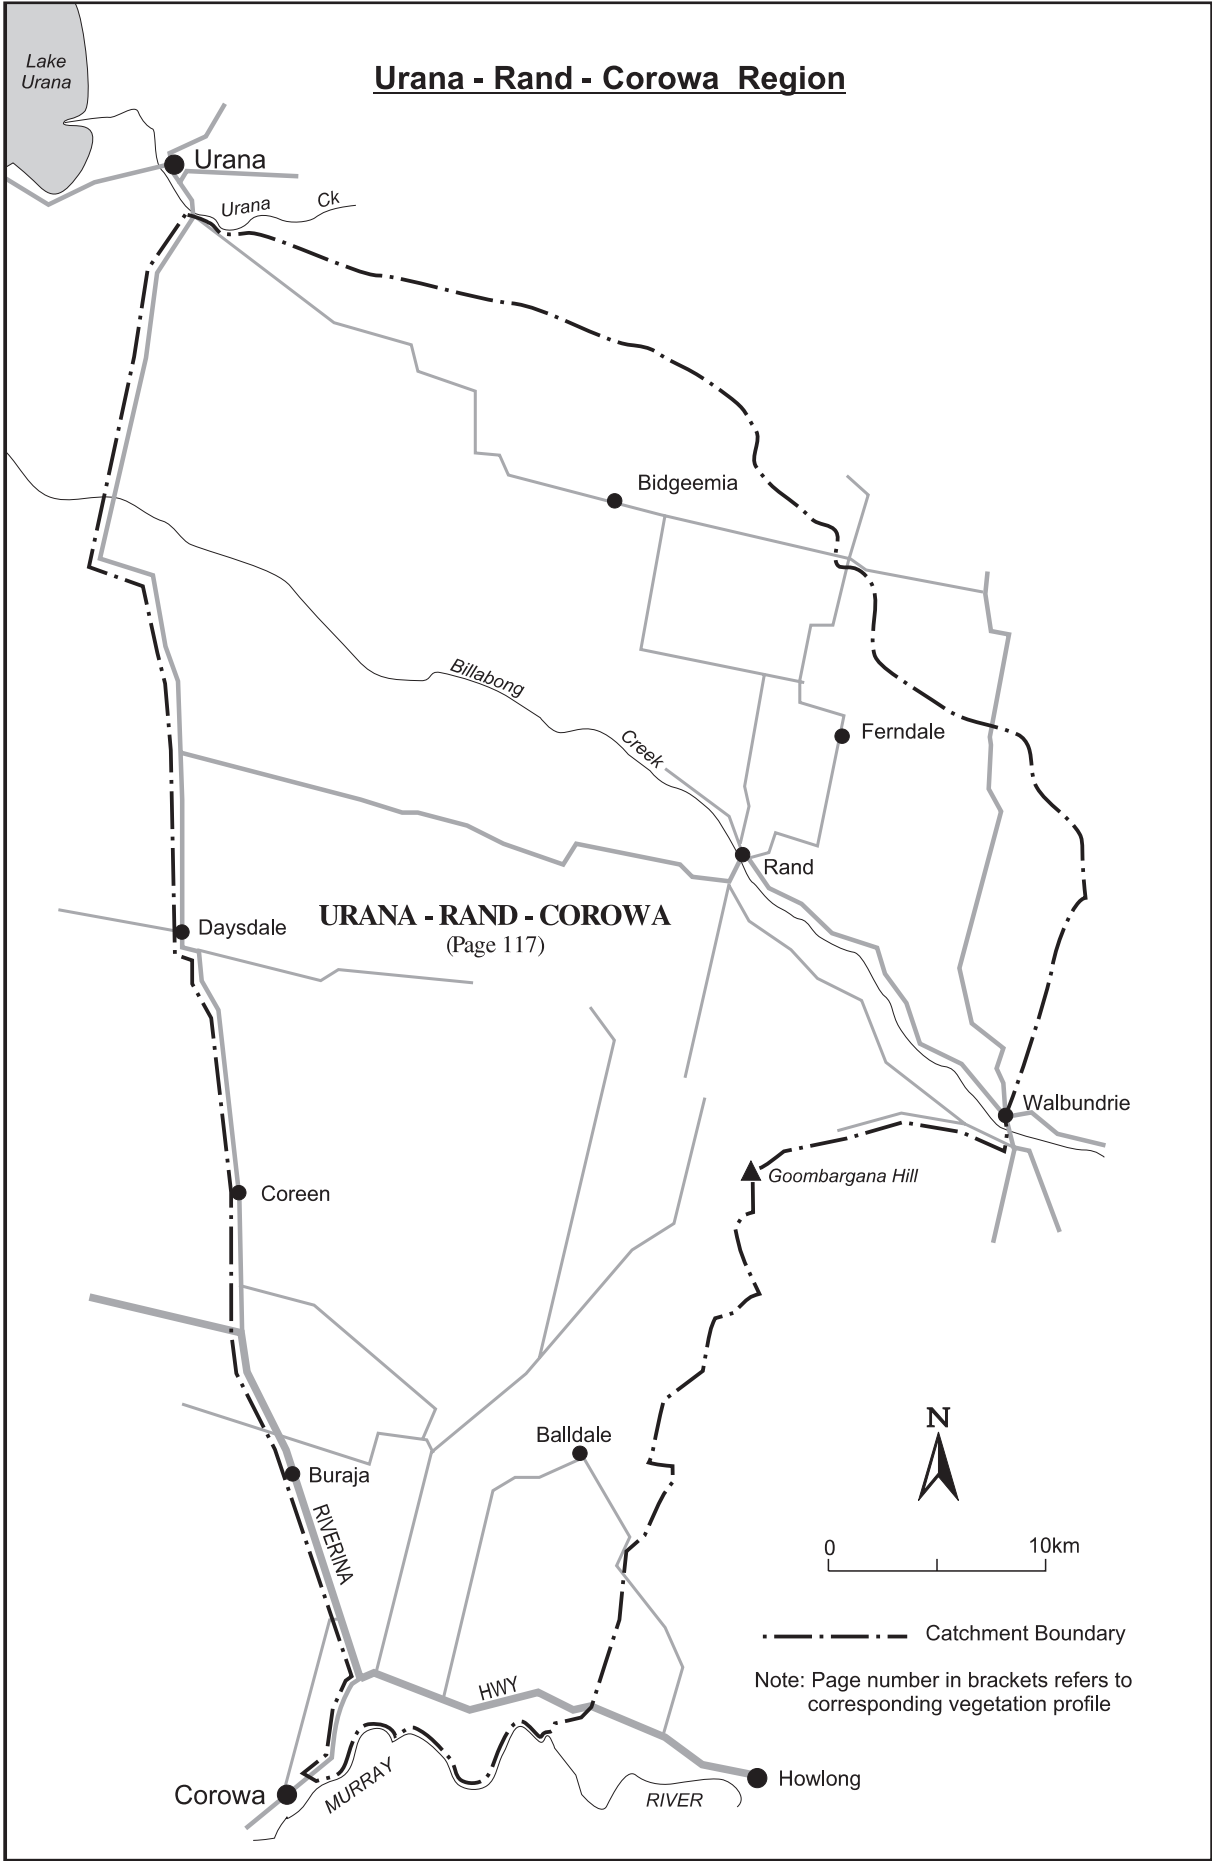 Lake
Urana
Urana - Rand - Corowa Region
Urana
Urana Ck
Bidgeemia
Billabong
Creek
Ferndale
Rand
URANA - RAND - COROWA
(Page 117)
Daysdale
Walbundrie
Goombargana Hill
Coreen
N
Balldale
Buraja
RIVERINA
0 10km
Catchment Boundary
Note: Page number in brackets refers to
corresponding vegetation profile
HWY
Howlong
Corowa
MURRAY
RIVER